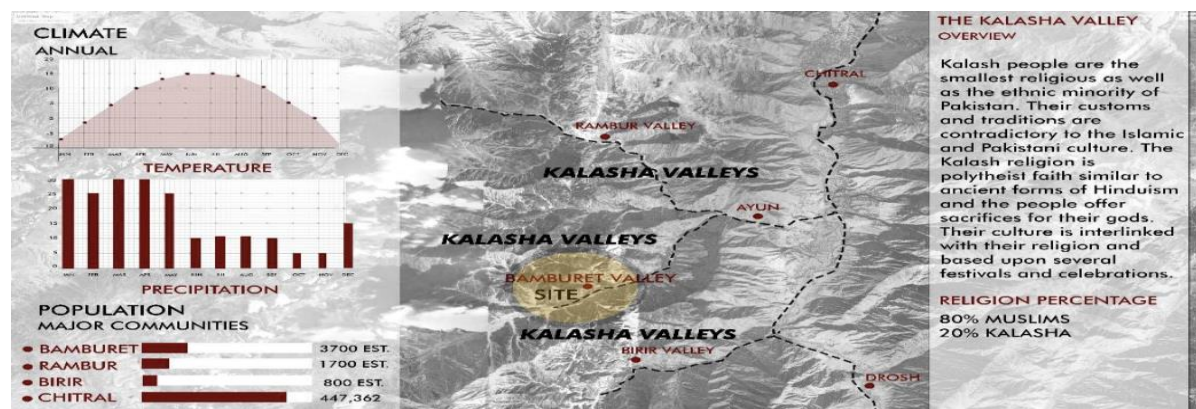 CLIMATE
ANNUAL
TEMPERATURE
PRECIPITATION
POPULATION
MAJOR COMMUNITIES
BAMBURET 3700 EST.
RAMBUR 1700 EST.
BIRIR 800 EST.
CHITRAL 447,362
CHITRAL
RAMBUR VALLEY
KALASHA VALLEYS
AYUN
KALASHA VALLEYS
BAMBURET VALLEY
SITE
KALASHA VALLEYS
BIRIR VALLEY
DROSH
THE KALASHA VALLEY
OVERVIEW
Kalash people are the
smallest religious as well
as the ethnic minority of
Pakistan. Their customs
and traditions are
contradictory to the Islamic
and Pakistani culture. The
Kalash religion is
polytheist faith similar to
ancient forms of Hinduism
and the people offer
sacrifices for their gods.
Their culture is interlinked
with their religion and
based upon several
festivals and celebrations.
RELIGION PERCENTAGE
80% MUSLIMS
20% KALASHA